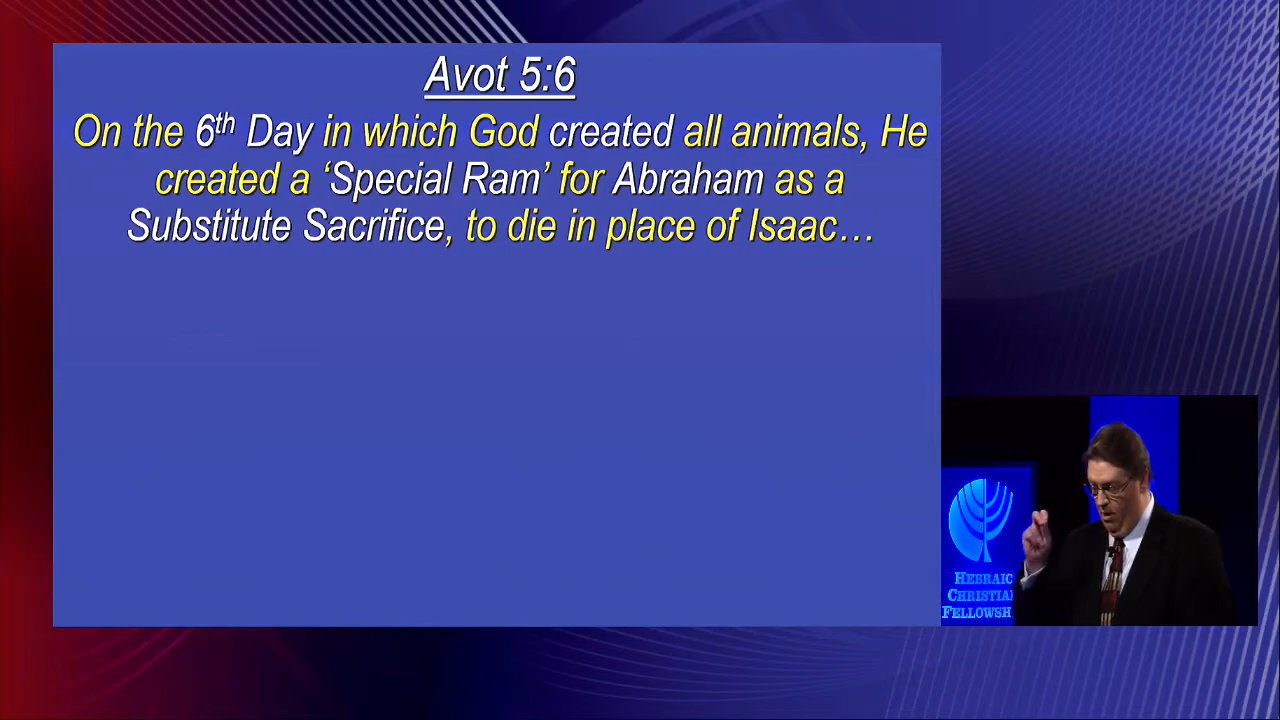 Avot 5:6
On the 6th Day in which God created all animals, He
created a ‘Special Ram’ for Abraham as a
Substitute Sacrifice, to die in place of Isaac…
HEBRAIC
CHRISTIA
FELLOWSH